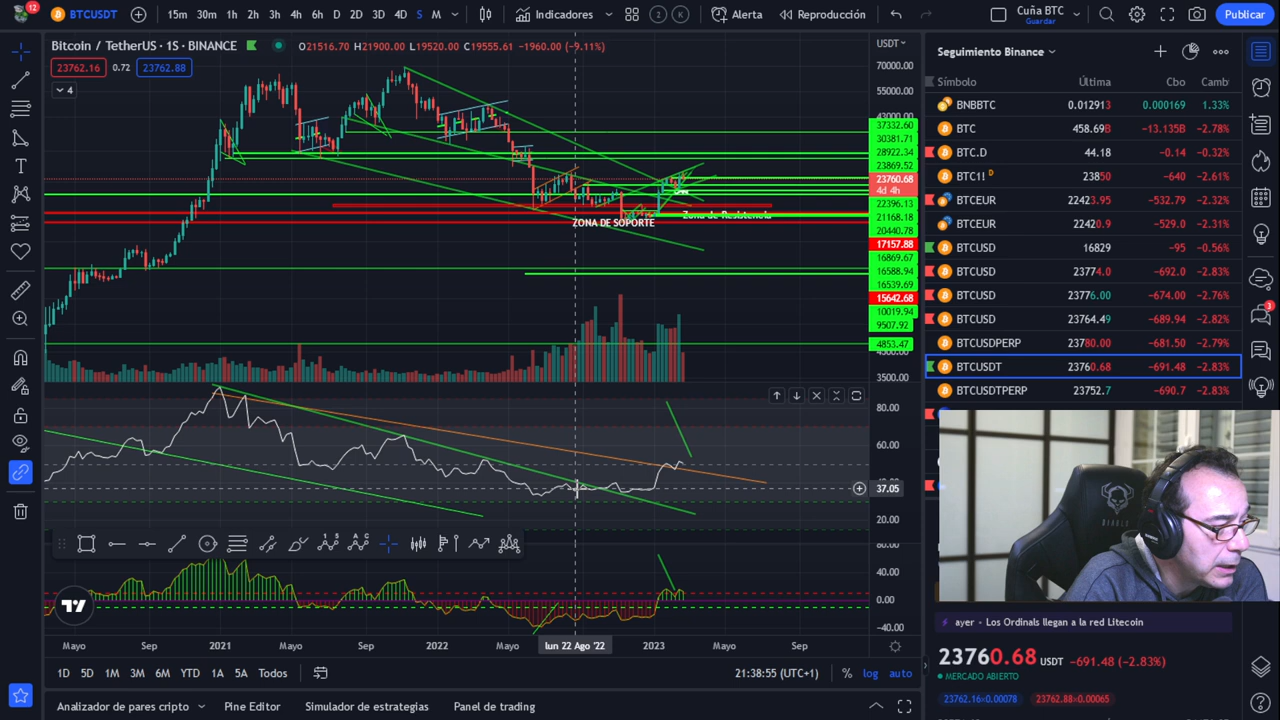 12
BTCUSDT
15m 30m 1h 2h 3h 4h 6h D 2D 3D 4D S M
Indicadores
2 K
Alerta
Reproducción
Cuña BTC
Guardar
Publicar
Bitcoin / TetherUS · 1S · BINANCE
O21516.70 H21900.00 L19520.00 C19555.61 −1960.00 (−9.11%)
23762.16 0.72 23762.88
4
USDT
70000.00
55000.00
43000.00
37332.60
30381.71
28922.34
23869.52
23760.68
4d 4h
22396.13
21168.18
20440.78
17157.88
16869.67
16588.94
16539.69
15642.68
10019.94
9507.92
4853.47
4500.00
3500.00
Zona de Resistencia
ZONA DE SOPORTE
80.00
60.00
37.05
20.00
80.00
40.00
0.00
−40.00
Mayo Sep 2021 Mayo Sep 2022 Mayo lun 22 Ago '22 2023 Mayo Sep
1D 5D 1M 3M 6M YTD 1A 5A Todos
21:38:55 (UTC+1)
% log auto
Analizador de pares cripto Pine Editor Simulador de estrategias Panel de trading
Seguimiento Binance
Símbolo Última Cbo Camb
BNBBTC 0.012913 0.000169 1.33%
BTC 458.69B −13.135B −2.78%
BTC.D 44.18 −0.14 −0.32%
BTC1! D 23850 −640 −2.61%
BTCEUR 22423.95 −532.79 −2.32%
BTCEUR 22420.9 −529.0 −2.31%
BTCUSD 16829 −95 −0.56%
BTCUSD 23774.0 −692.0 −2.83%
BTCUSD 23776.00 −674.00 −2.76%
BTCUSD 23764.49 −689.94 −2.82%
BTCUSDPERP 23780.00 −681.50 −2.79%
BTCUSDT 23760.68 −691.48 −2.83%
BTCUSDTPERP 23752.7 −690.7 −2.83%
3
DIABLO
ayer • Los Ordinals llegan a la red Litecoin
23760.68 USDT −691.48 (−2.83%)
MERCADO ABIERTO
23762.16×0.00078 23762.88×0.00065